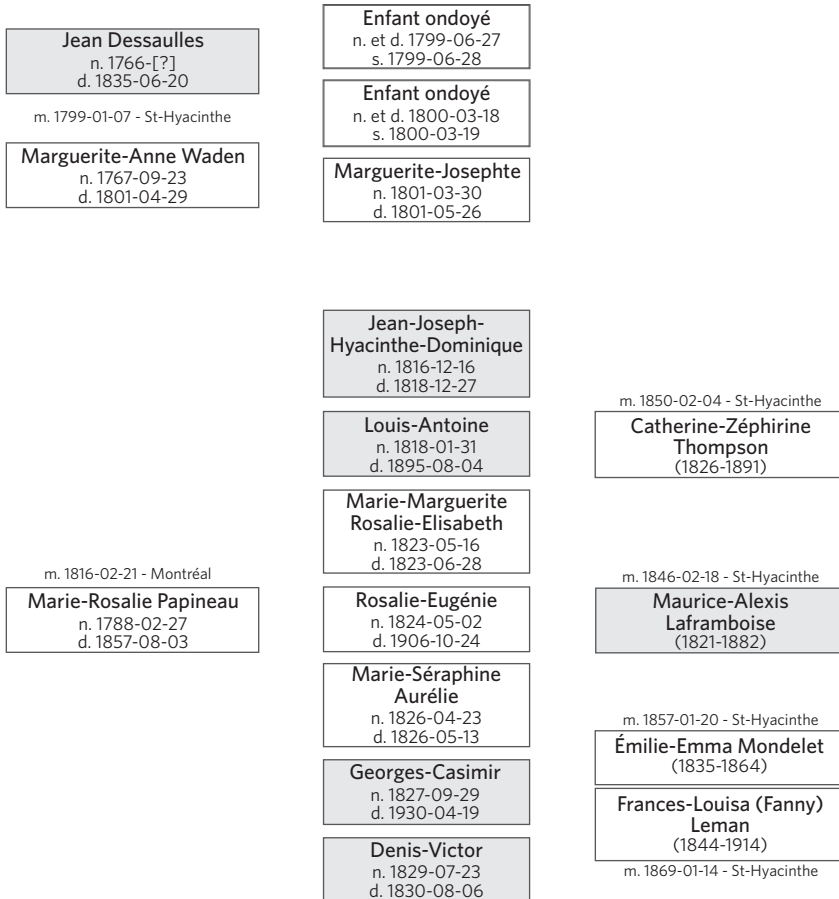 Jean Dessaulles
n. 1766-[?]
d. 1835-06-20
m. 1799-01-07 - St-Hyacinthe
Marguerite-Anne Waden
n. 1767-09-23
d. 1801-04-29
Enfant ondoyé
n. et d. 1799-06-27
s. 1799-06-28
Enfant ondoyé
n. et d. 1800-03-18
s. 1800-03-19
Marguerite-Josephte
n. 1801-03-30
d. 1801-05-26
m. 1816-02-21 - Montréal
Marie-Rosalie Papineau
n. 1788-02-27
d. 1857-08-03
Jean-Joseph-
Hyacinthe-Dominique
n. 1816-12-16
d. 1818-12-27
Louis-Antoine
n. 1818-01-31
d. 1895-08-04
m. 1850-02-04 - St-Hyacinthe
Catherine-Zéphirine
Thompson
(1826-1891)
Marie-Marguerite
Rosalie-Elisabeth
n. 1823-05-16
d. 1823-06-28
Rosalie-Eugénie
n. 1824-05-02
d. 1906-10-24
m. 1846-02-18 - St-Hyacinthe
Maurice-Alexis
Laframboise
(1821-1882)
Marie-Séraphine
Aurélie
n. 1826-04-23
d. 1826-05-13
Georges-Casimir
n. 1827-09-29
d. 1930-04-19
m. 1857-01-20 - St-Hyacinthe
Émilie-Emma Mondelet
(1835-1864)
Frances-Louisa (Fanny)
Leman
(1844-1914)
m. 1869-01-14 - St-Hyacinthe
Denis-Victor
n. 1829-07-23
d. 1830-08-06